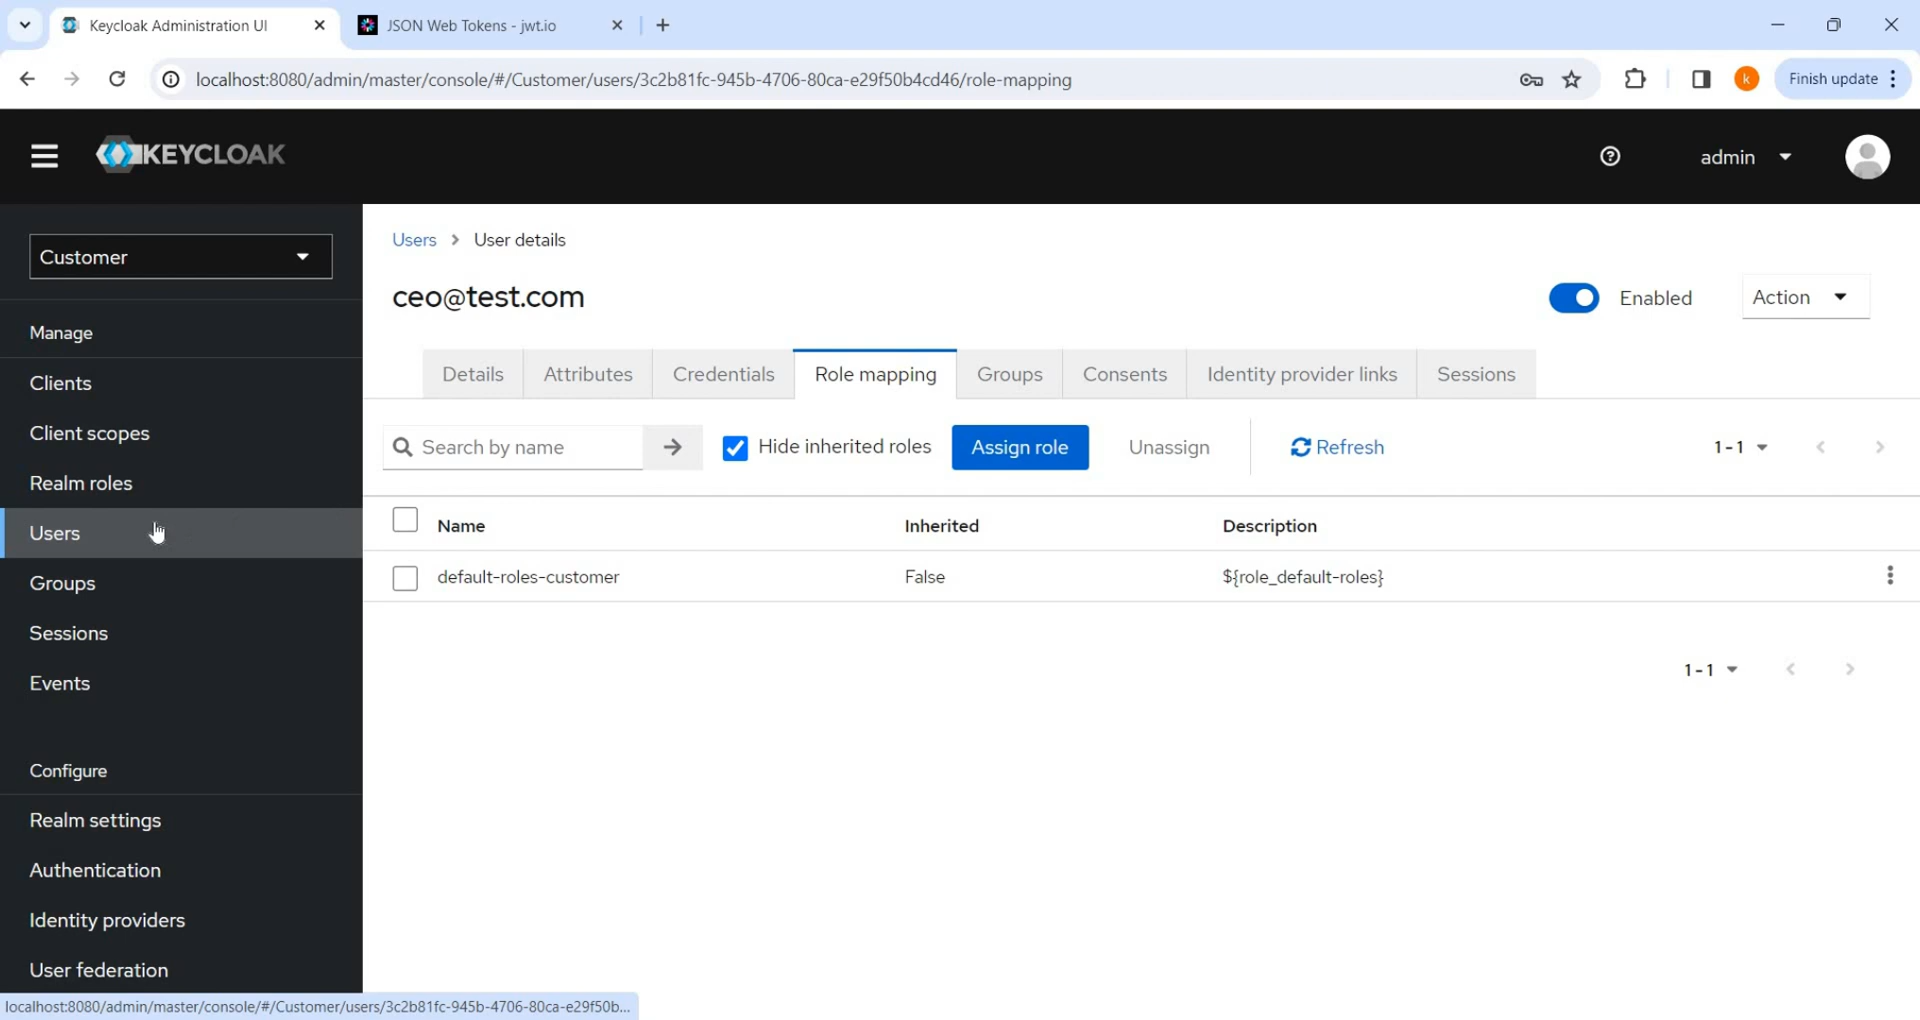 Keycloak Administration UI
JSON Web Tokens - jwt.io
localhost:8080/admin/master/console/#/Customer/users/3c2b81fc-945b-4706-80ca-e29f50b4cd46/role-mapping
k
Finish update
KEYCLOAK
admin
Customer
Manage
Clients
Client scopes
Realm roles
Users
Groups
Sessions
Events
Configure
Realm settings
Authentication
Identity providers
User federation
Users > User details
ceo@test.com
Enabled
Action
Details Attributes Credentials Role mapping Groups Consents Identity provider links Sessions
Search by name
Hide inherited roles
Assign role
Unassign
Refresh
1-1
Name Inherited Description
default-roles-customer False ${role_default-roles}
1-1
localhost:8080/admin/master/console/#/Customer/users/3c2b81fc-945b-4706-80ca-e29f50b...